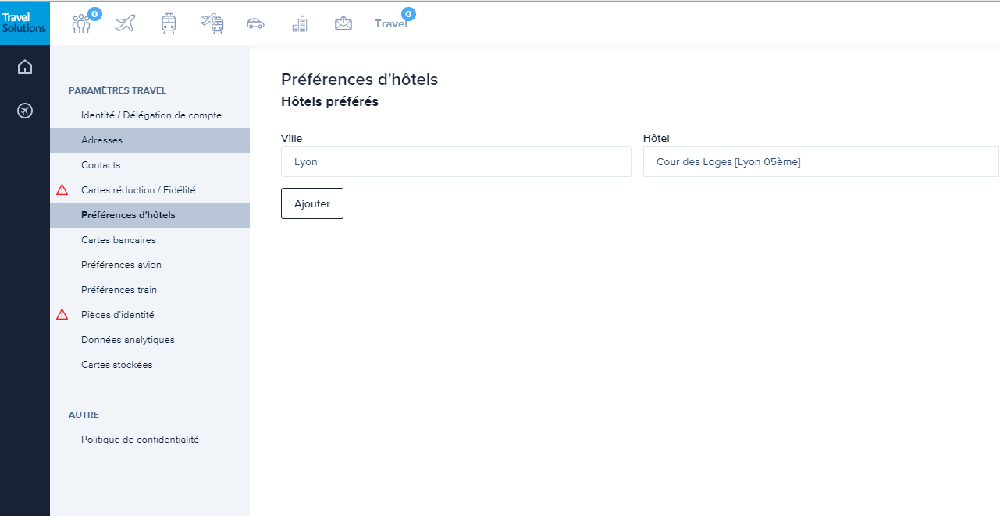 Travel
Solutions
0
Travel
0
PARAMÈTRES TRAVEL
Identité / Délégation de compte
Adresses
Contacts
Cartes réduction / Fidélité
Préférences d'hôtels
Cartes bancaires
Préférences avion
Préférences train
Pièces d'identité
Données analytiques
Cartes stockées
AUTRE
Politique de confidentialité
Préférences d'hôtels
Hôtels préférés
Ville
Hôtel
Lyon
Cour des Loges [Lyon 05ème]
Ajouter